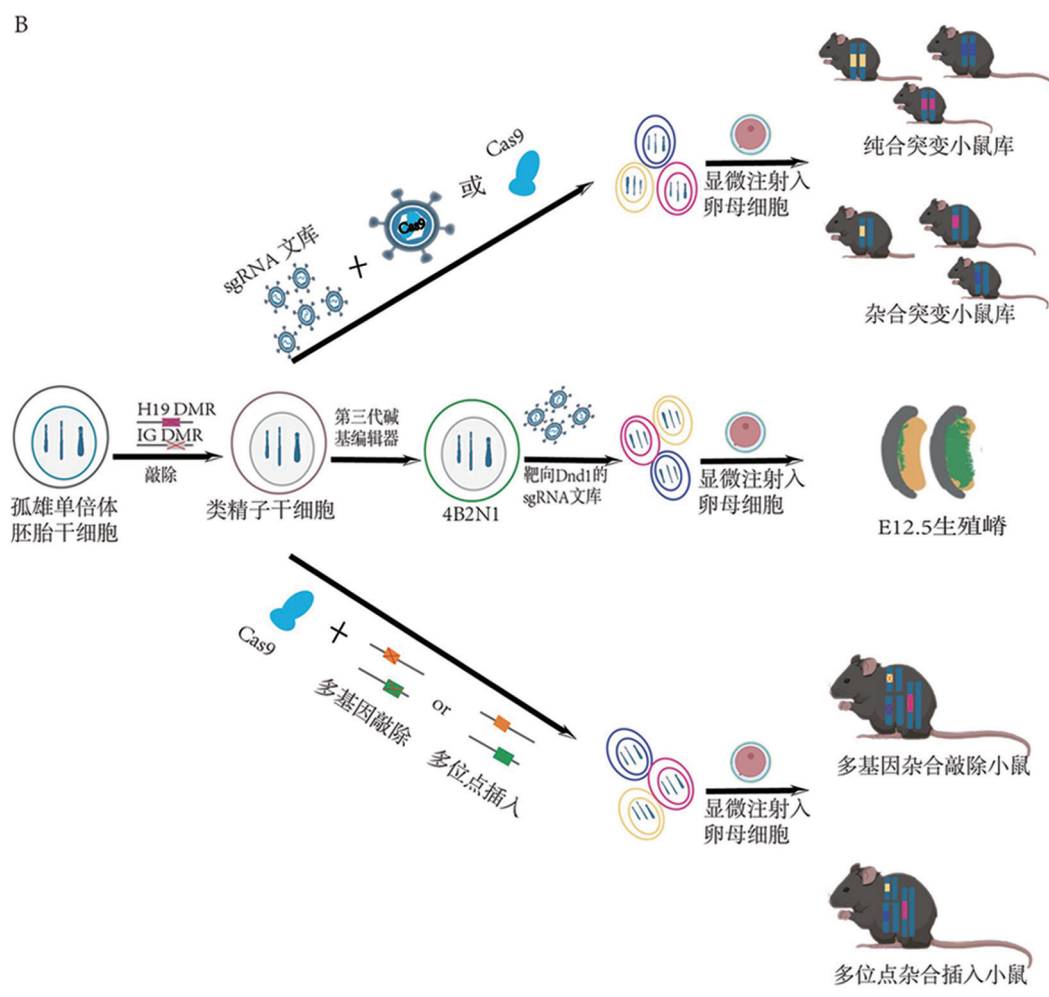 B
sgRNA 文库
+
Cas9
或
Cas9
显微注射入
卵母细胞
纯合突变小鼠库
杂合突变小鼠库
孤雄单倍体
胚胎干细胞
H19 DMR
IG DMR
敲除
类精子干细胞
第三代碱
基编辑器
4B2N1
靶向Dnd1的
sgRNA文库
显微注射入
卵母细胞
E12.5生殖嵴
Cas9
+
多基因敲除
or
多位点插入
显微注射入
卵母细胞
多基因杂合敲除小鼠
多位点杂合插入小鼠